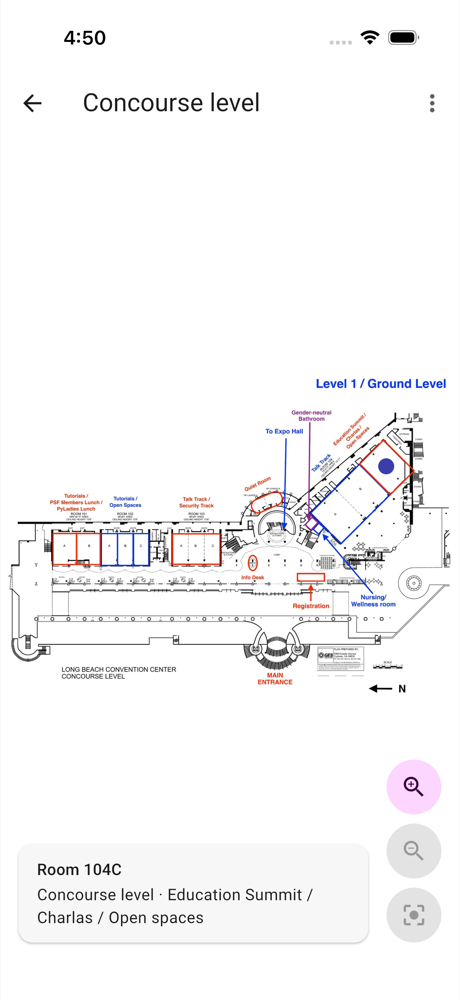 4:50
Concourse level
Level 1 / Ground Level
Gender-neutral
Bathroom
To Expo Hall
Education Summit /
Charlas /
Open Spaces
Talk Track
Quiet Room
Tutorials /
PSF Members Lunch /
PyLadies Lunch
Tutorials /
Open Spaces
Talk Track /
Security Track
Info Desk
Registration
Nursing/
Wellness room
MAIN
ENTRANCE
LONG BEACH CONVENTION CENTER
CONCOURSE LEVEL
N
Room 104C
Concourse level · Education Summit /
Charlas / Open spaces